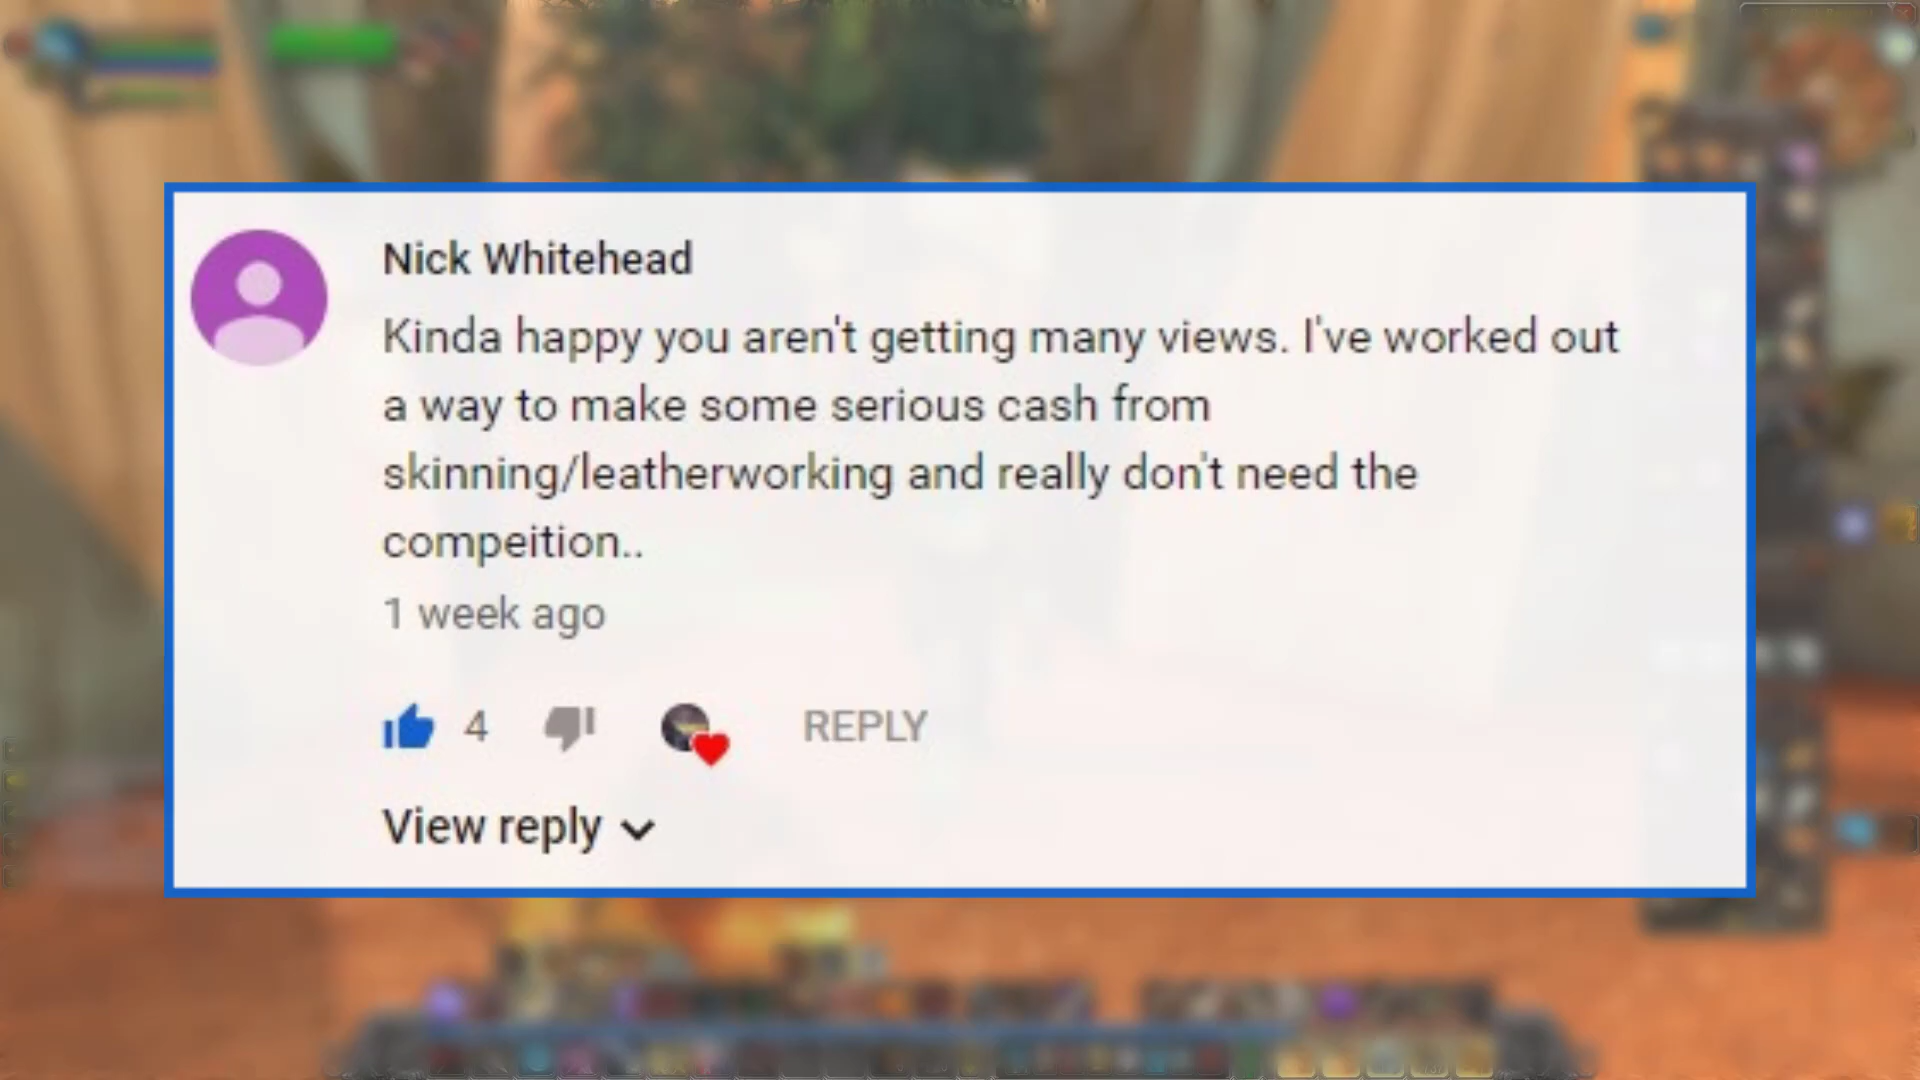 Nick Whitehead
Kinda happy you aren't getting many views. I've worked out
a way to make some serious cash from
skinning/leatherworking and really don't need the
compeition..
1 week ago
4
REPLY
View reply